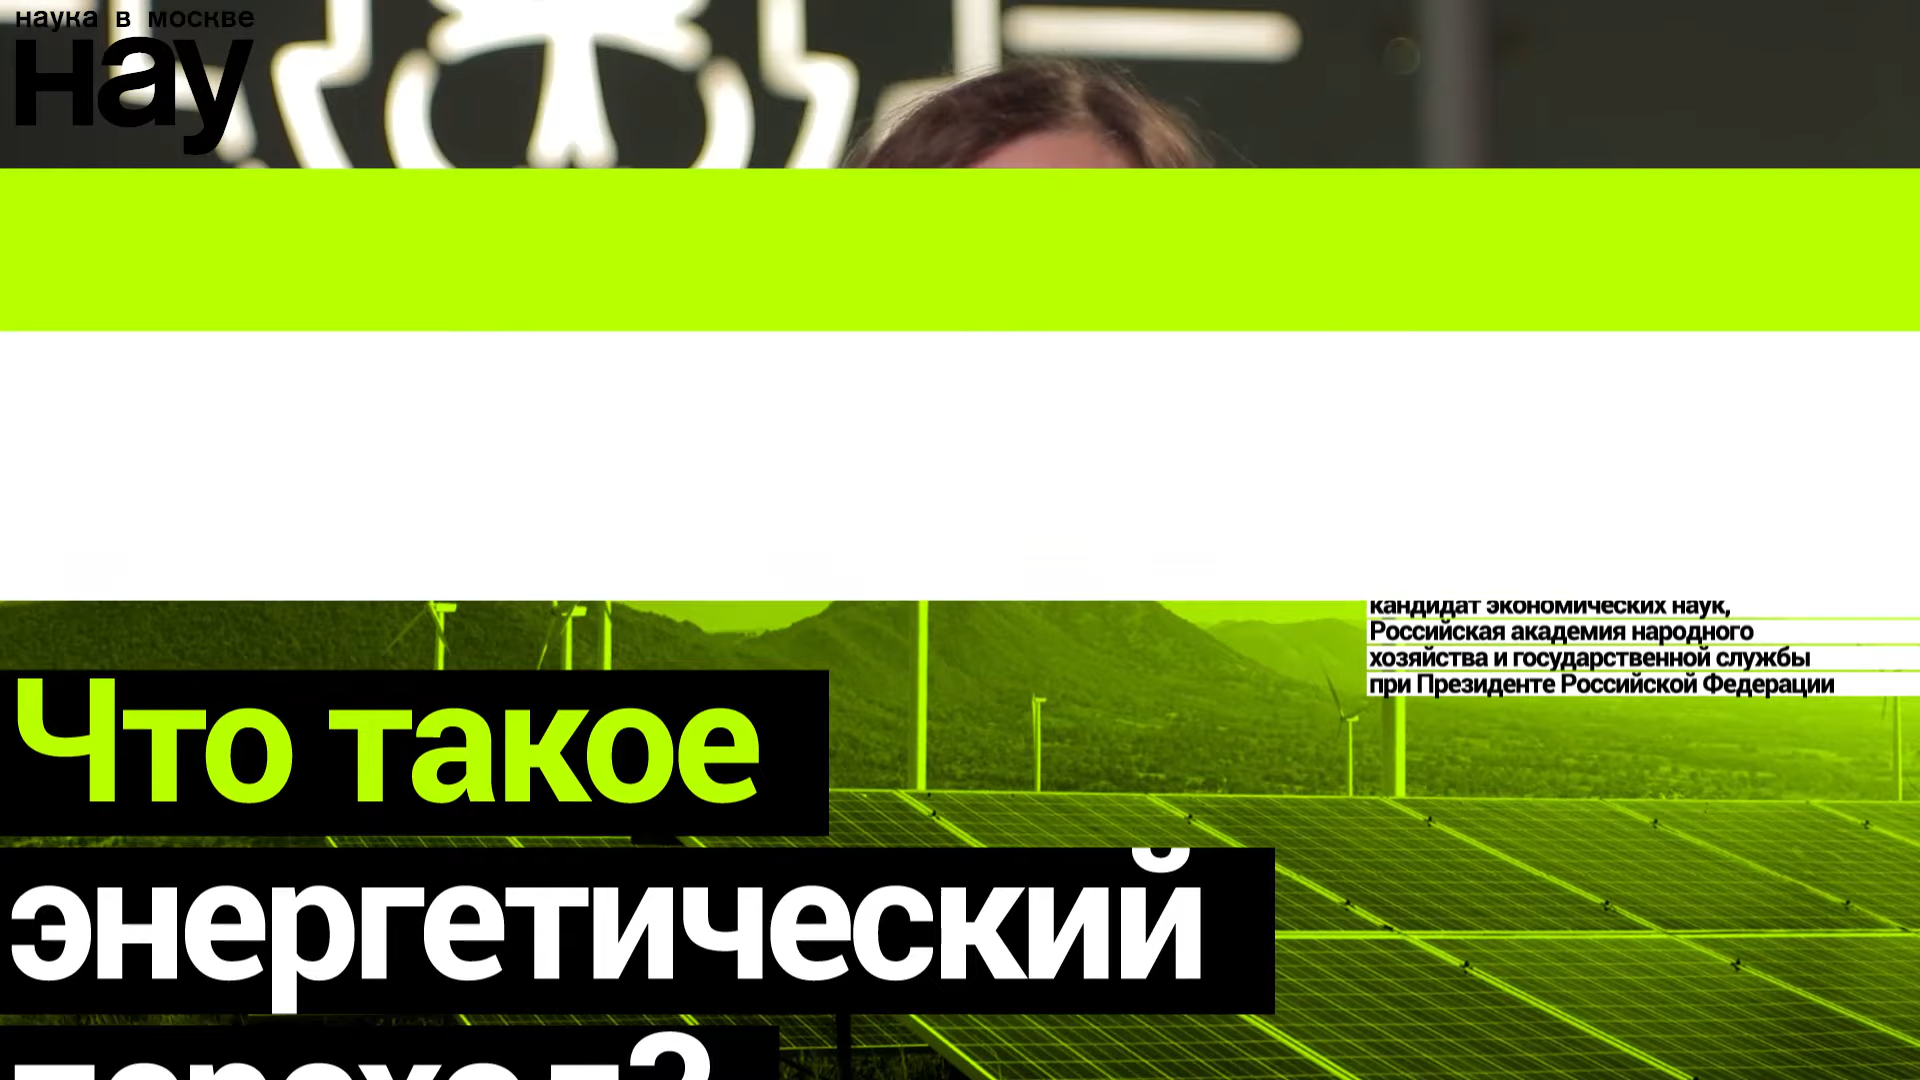 наука в москве
нау
кандидат экономических наук,
Российская академия народного
хозяйства и государственной службы
при Президенте Российской Федерации
Что такое
энергетический
переход?